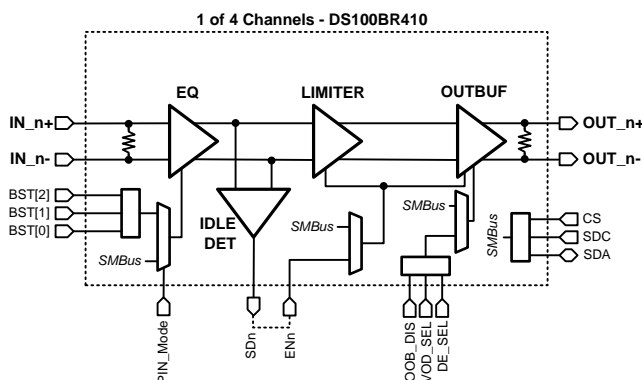 1 of 4 Channels - DS100BR410
EQ
LIMITER
OUTBUF
IN_n+
OUT_n+
IN_n-
OUT_n-
BST[2]
BST[1]
BST[0]
IDLE
DET
SMBus
SMBus
SMBus
SMBus
CS
SDC
SDA
PIN_Mode
SDn
ENn
OOB_DIS
VOD_SEL
DE_SEL